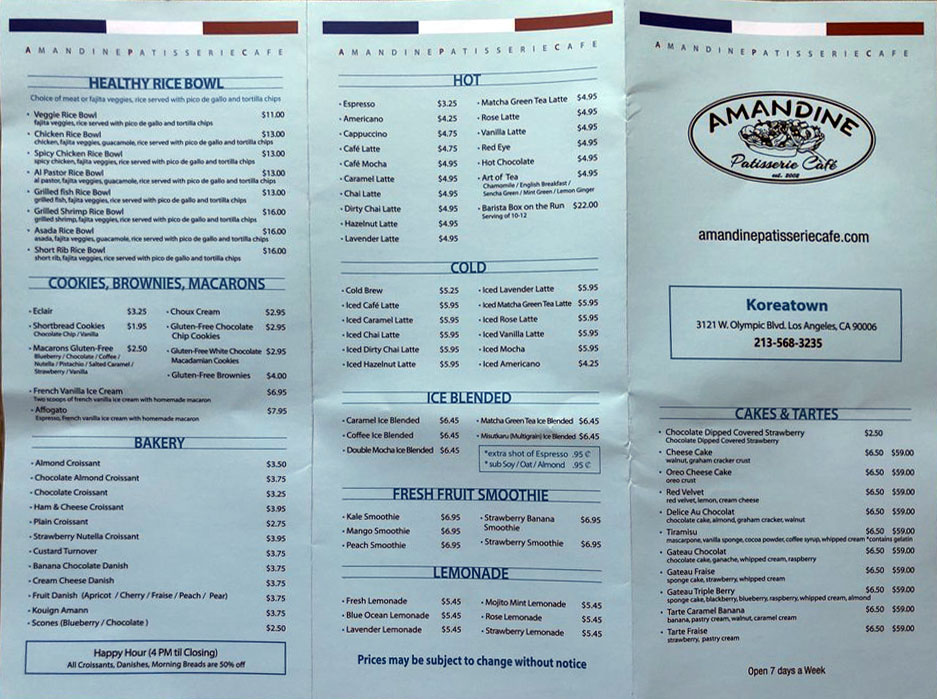 AMANDINEPATISSERIECAFE
HEALTHY RICE BOWL
Choice of meat or fajita veggies, rice served with pico de gallo and tortilla chips
• Veggie Rice Bowl $11.00
fajita veggies, rice served with pico de gallo and tortilla chips
• Chicken Rice Bowl $13.00
chicken, fajita veggies, guacamole, rice served with pico de gallo and tortilla chips
• Spicy Chicken Rice Bowl $13.00
spicy chicken, fajita veggies, rice served with pico de gallo and tortilla chips
• Al Pastor Rice Bowl $13.00
al pastor, fajita veggies, guacamole, rice served with pico de gallo and tortilla chips
• Grilled fish Rice Bowl $13.00
grilled fish, fajita veggies, rice served with pico de gallo and tortilla chips
• Grilled Shrimp Rice Bowl $16.00
grilled shrimp, fajita veggies, rice served with pico de gallo and tortilla chips
• Asada Rice Bowl $16.00
asada, fajita veggies, guacamole, rice served with pico de gallo and tortilla chips
• Short Rib Rice Bowl $16.00
short rib, fajita veggies, rice served with pico de gallo and tortilla chips
COOKIES, BROWNIES, MACARONS
• Eclair $3.25
• Shortbread Cookies $1.95
Chocolate Chip / Vanilla
• Macarons Gluten-Free $2.50
Blueberry / Chocolate / Coffee /
Nutella / Pistachio / Salted Caramel /
Strawberry / Vanilla
• Choux Cream $2.95
• Gluten-Free Chocolate $2.95
Chip Cookies
• Gluten-Free White Chocolate $2.95
Macadamian Cookies
• Gluten-Free Brownies $4.00
• French Vanilla Ice Cream $6.95
Two scoops of french vanilla ice cream with homemade macaron
• Affogato $7.95
Espresso, French vanilla ice cream with homemade macaron
BAKERY
• Almond Croissant $3.50
• Chocolate Almond Croissant $3.75
• Chocolate Croissant $3.25
• Ham & Cheese Croissant $3.95
• Plain Croissant $2.75
• Strawberry Nutella Croissant $3.95
• Custard Turnover $3.75
• Banana Chocolate Danish $3.75
• Cream Cheese Danish $3.75
• Fruit Danish (Apricot / Cherry / Fraise / Peach / Pear) $3.75
• Kouign Amann $3.75
• Scones (Blueberry / Chocolate ) $2.50
Happy Hour (4 PM til Closing)
All Croissants, Danishes, Morning Breads are 50% off
AMANDINEPATISSERIECAFE
HOT
• Espresso $3.25
• Americano $4.25
• Cappuccino $4.75
• Café Latte $4.75
• Café Mocha $4.95
• Caramel Latte $4.95
• Chai Latte $4.95
• Dirty Chai Latte $4.95
• Hazelnut Latte $4.95
• Lavender Latte $4.95
• Matcha Green Tea Latte $4.95
• Rose Latte $4.95
• Vanilla Latte $4.95
• Red Eye $4.95
• Hot Chocolate $4.95
• Art of Tea $4.95
Chamomile / English Breakfast /
Sencha Green / Mint Green / Lemon Ginger
• Barista Box on the Run $22.00
Serving of 10-12
COLD
• Cold Brew $5.25
• Iced Café Latte $5.95
• Iced Caramel Latte $5.95
• Iced Chai Latte $5.95
• Iced Dirty Chai Latte $5.95
• Iced Hazelnut Latte $5.95
• Iced Lavender Latte $5.95
• Iced Matcha Green Tea Latte $5.95
• Iced Rose Latte $5.95
• Iced Vanilla Latte $5.95
• Iced Mocha $5.95
• Iced Americano $4.25
ICE BLENDED
• Caramel Ice Blended $6.45
• Coffee Ice Blended $6.45
• Double Mocha Ice Blended $6.45
• Matcha Green Tea Ice Blended $6.45
• Misutkaru (Multigrain) Ice Blended $6.45
*extra shot of Espresso .95 ¢
* sub Soy / Oat / Almond .95 ¢
FRESH FRUIT SMOOTHIE
• Kale Smoothie $6.95
• Mango Smoothie $6.95
• Peach Smoothie $6.95
• Strawberry Banana $6.95
Smoothie
• Strawberry Smoothie $6.95
LEMONADE
• Fresh Lemonade $5.45
• Blue Ocean Lemonade $5.45
• Lavender Lemonade $5.45
• Mojito Mint Lemonade $5.45
• Rose Lemonade $5.45
• Strawberry Lemonade $5.45
Prices may be subject to change without notice
AMANDINEPATISSERIECAFE
AMANDINE
Patisserie Café
est. 2002
amandinepatisseriecafe.com
Koreatown
3121 W. Olympic Blvd. Los Angeles, CA 90006
213-568-3235
CAKES & TARTES
• Chocolate Dipped Covered Strawberry $2.50
Chocolate Dipped Covered Strawberry
• Cheese Cake $6.50 $59.00
walnut, graham cracker crust
• Oreo Cheese Cake $6.50 $59.00
oreo crust
• Red Velvet $6.50 $59.00
red velvet, lemon, cream cheese
• Delice Au Chocolat $6.50 $59.00
chocolate cake, almond, graham cracker, walnut
• Tiramisu $6.50 $59.00
mascarpone, vanilla sponge, cocoa powder, coffee syrup, whipped cream *contains gelatin
• Gateau Chocolat $6.50 $59.00
chocolate cake, ganache, whipped cream, raspberry
• Gateau Fraise $6.50 $59.00
sponge cake, strawberry, whipped cream
• Gateau Triple Berry $6.50 $59.00
sponge cake, blackberry, blueberry, raspberry, whipped cream, almond
• Tarte Caramel Banana $6.50 $59.00
banana, pastry cream, walnut, caramel cream
• Tarte Fraise $6.50 $59.00
strawberry, pastry cream
Open 7 days a Week